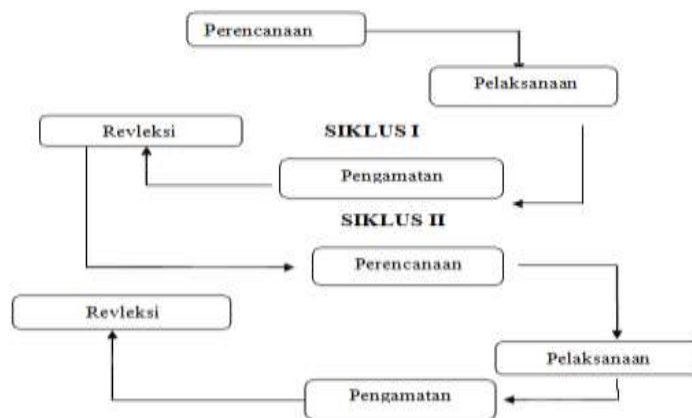 Perencanaan
Pelaksanaan
Revleksi
SIKLUS I
Pengamatan
SIKLUS II
Perencanaan
Revleksi
Pelaksanaan
Pengamatan